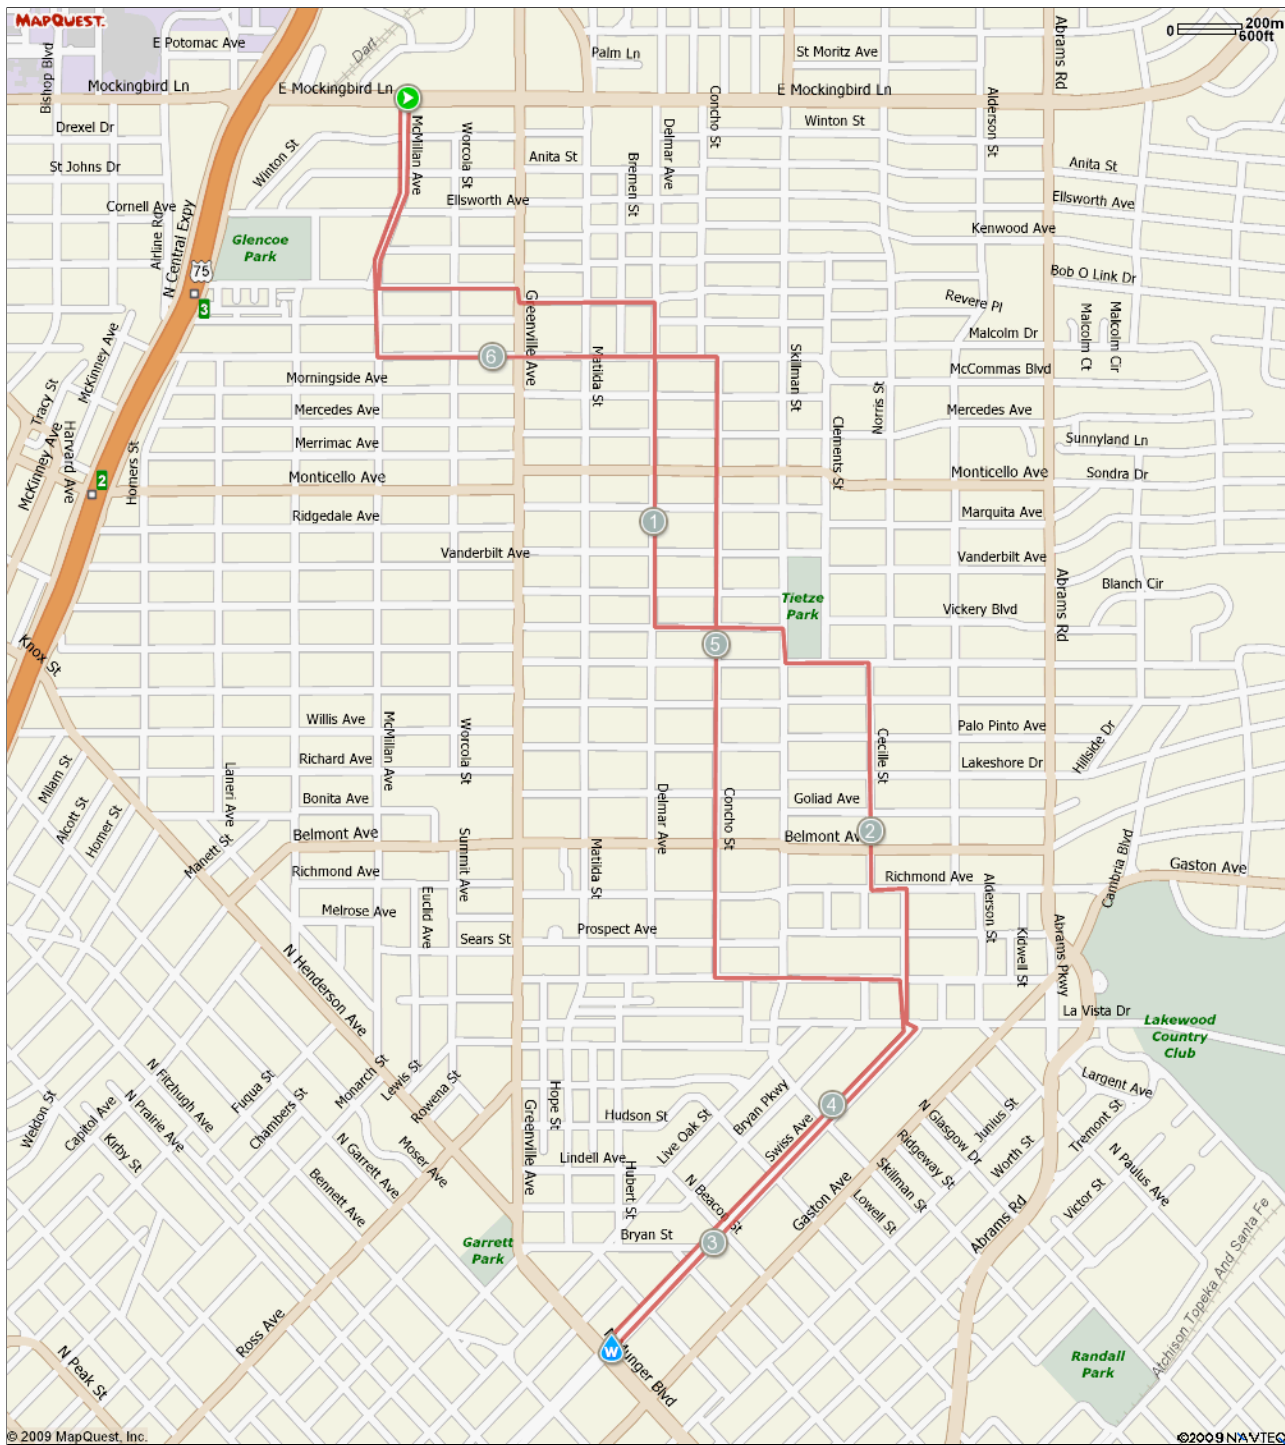 MAPQUEST.
E Potomac Ave
Bishop Blvd
Dart
Palm Ln
St Moritz Ave
Abrams Rd
0 200m
600ft
Mockingbird Ln
E Mockingbird Ln
E Mockingbird Ln
Drexel Dr
Winton St
McMillan Ave
Worcola St
Anita St
Bremen St
Delmar Ave
Concho St
Winton St
Alderson St
St Johns Dr
Anita St
Cornell Ave
Ellsworth Ave
Ellsworth Ave
Airline Rd
N Central Expy
Glencoe
Park
Kenwood Ave
75
Bob O Link Dr
3
Greenville Ave
Revere Pl
Malcolm Dr
Malcolm Ct
Malcolm Cir
McKinney Ave
6
Matilda St
Skillman St
McCommas Blvd
Tracy St
Morningside Ave
Norris St
Mercedes Ave
Mercedes Ave
Harvard Ave
McKinney Ave
Homers St
Merrimac Ave
Clements St
Sunnyland Ln
2
Monticello Ave
Monticello Ave
Sondra Dr
Ridgedale Ave
1
Marquita Ave
Vanderbilt Ave
Vanderbilt Ave
Abrams Rd
Blanch Cir
Tietze
Park
Vickery Blvd
Knox St
5
Willis Ave
McMillan Ave
Worcola St
Palo Pinto Ave
Hillside Dr
Cecille St
Richard Ave
Lakeshore Dr
Milam St
Laneri Ave
Bonita Ave
Delmar Ave
Concho St
Goliad Ave
Alcott St
Homer St
Belmont Ave
Summit Ave
Matilda St
Belmont Av
2
Manett St
Cambria Blvd
Gaston Ave
Richmond Ave
Richmond Ave
Alderson St
Melrose Ave
Euclid Ave
Prospect Ave
Sears St
Kidwell St
Abrams Pkwy
N Henderson Ave
La Vista Dr
Lakewood
Country
Club
Weldon St
Capitol Ave
N Fitzhugh Ave
N Prairie Ave
Fuqua St
Chambers St
Monarch St
Lewis St
Rowena St
Hope St
Greenville Ave
Hudson St
Bryan Pkwy
4
Largent Ave
Kirby St
Live Oak St
Swiss Ave
N Glasgow Dr
Junius St
Tremont St
Moser Ave
N Garrett Ave
Bennett Ave
Lindell Ave
Hubert St
N Beacon St
Gaston Ave
Ridgeway St
Skillman St
Lowell St
Worth St
N Paulus Ave
Victor St
Abrams Rd
Garrett
Park
Bryan St
3
Atchison Topeka And Santa Fe
Ross Ave
W
N Munger Blvd
N Peak St
Randall
Park
© 2009 MapQuest, Inc.
©2009 NAVTEQ